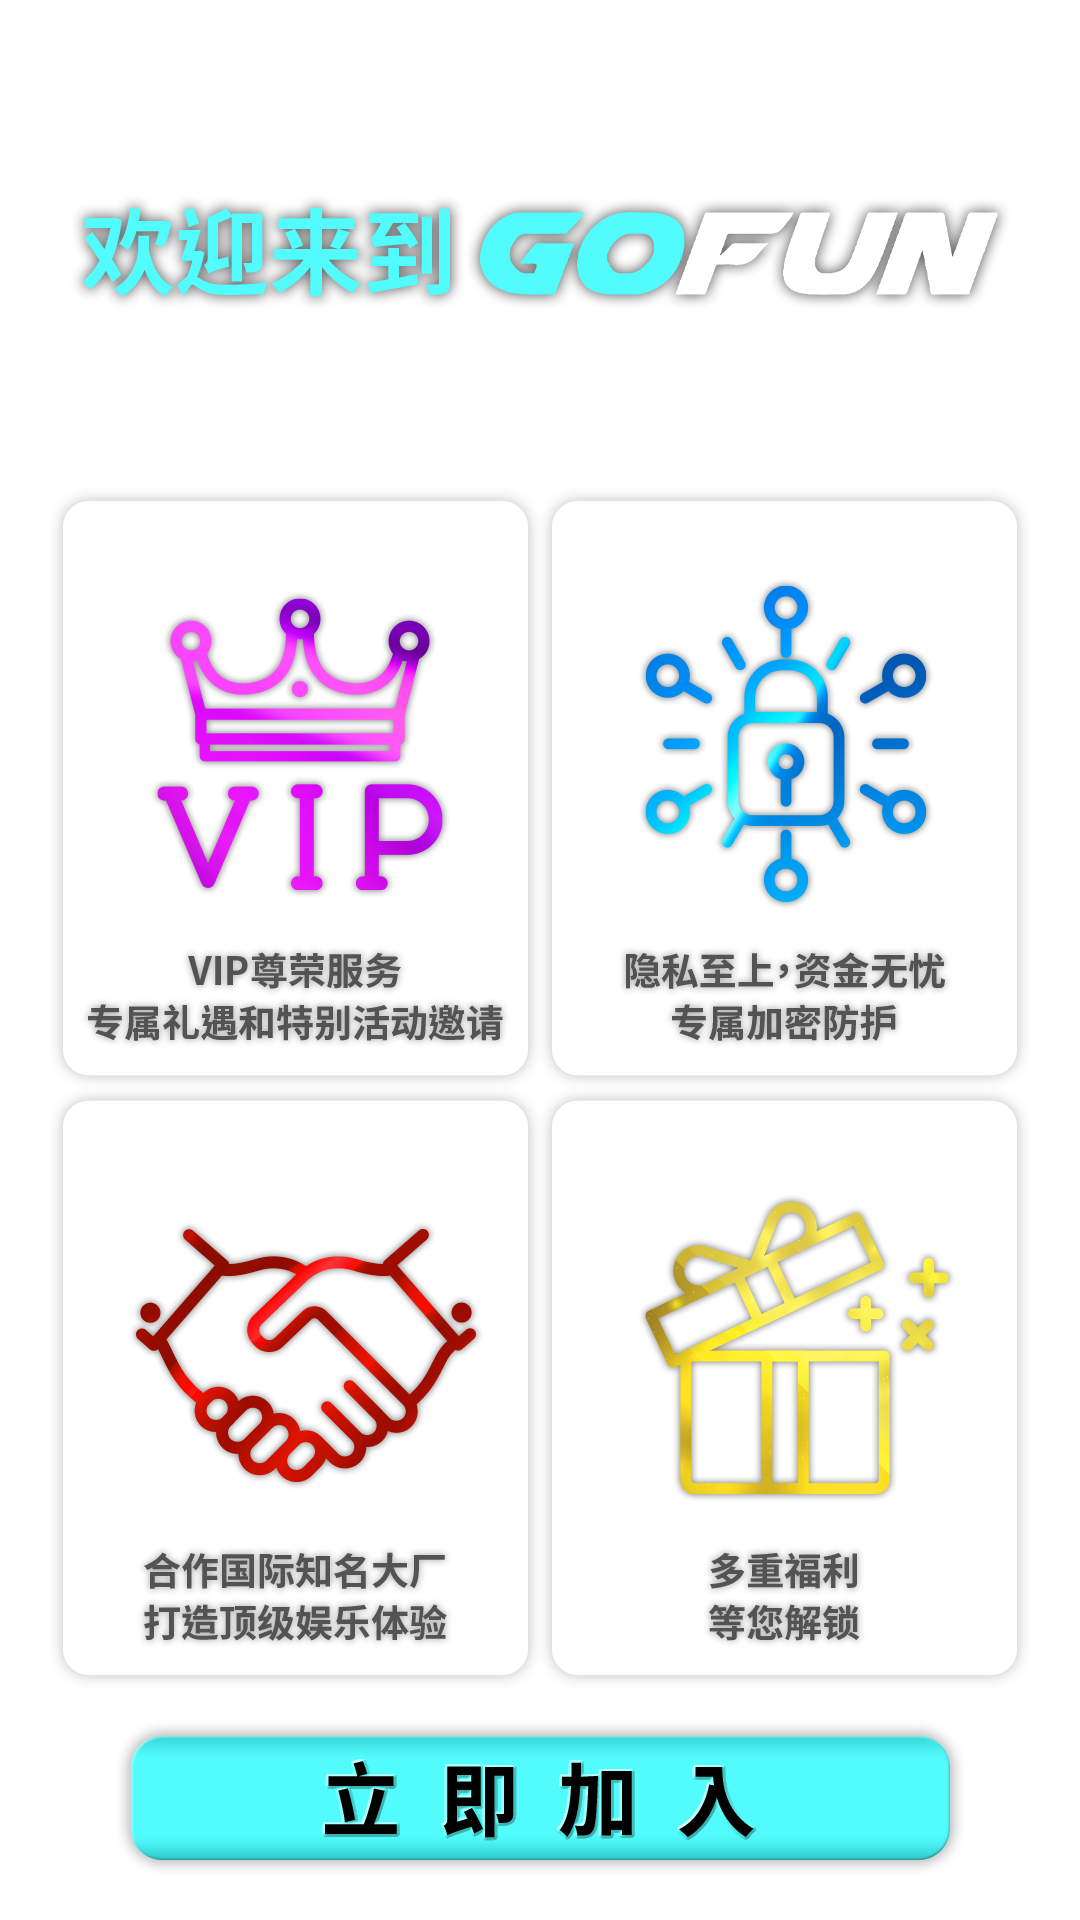 欢迎来到 GOFUN
VIP
VIP尊荣服务
专属礼遇和特别活动邀请
隐私至上,资金无忧
专属加密防护
合作国际知名大厂
打造顶级娱乐体验
多重福利
等您解锁
立即加入